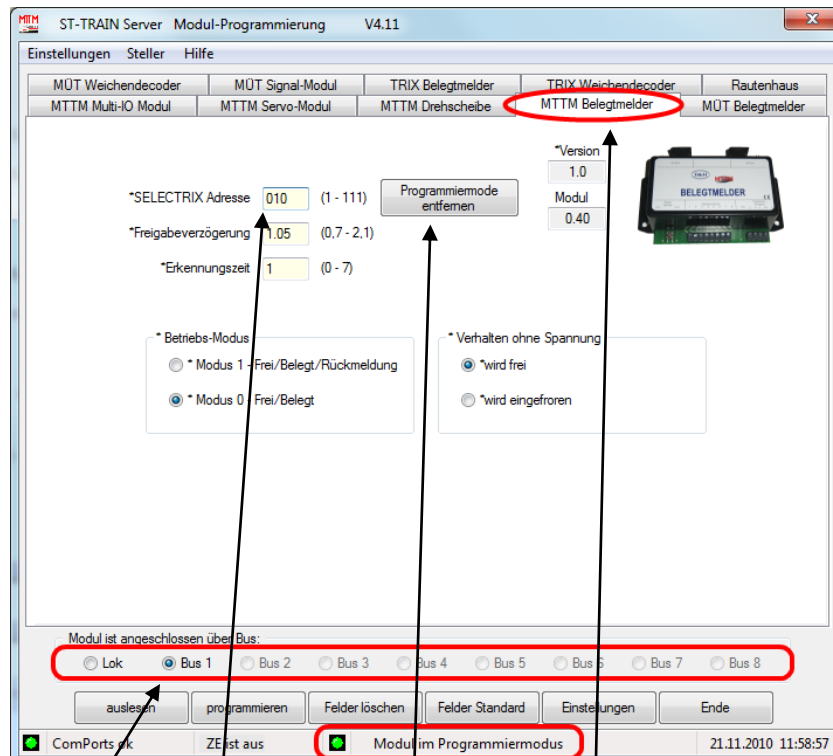 MTTM ST-TRAIN Server Modul-Programmierung V4.11
Einstellungen Steller Hilfe
MÜT Weichendecoder MÜT Signal-Modul TRIX Belegtmelder TRIX Weichendecoder Rautenhaus
MTTM Multi-IO Modul MTTM Servo-Modul MTTM Drehscheibe MTTM Belegtmelder MÜT Belegtmelder
*Version
1.0
*SELECTRIX Adresse 010 (1 - 111) Programmiermode entfernen
Modul
0.40
BELEGTMELDER
*Freigabeverzögerung 1.05 (0,7 - 2,1)
*Erkennungszeit 1 (0 - 7)
* Betriebs-Modus
* Modus 1 - Frei/Belegt/Rückmeldung
* Modus 0 - Frei/Belegt
* Verhalten ohne Spannung
*wird frei
*wird eingefroren
Modul ist angeschlossen über Bus:
Lok Bus 1 Bus 2 Bus 3 Bus 4 Bus 5 Bus 6 Bus 7 Bus 8
auslesen programmieren Felder löschen Felder Standard Einstellungen Ende
ComPorts ok ZE ist aus Modul im Programmiermodus 21.11.2010 11:58:57